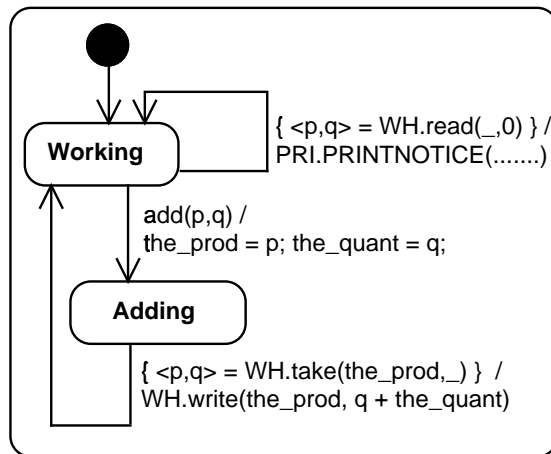 { <p,q> = WH.read(_,0) } /
PRI.PRINTNOTICE(.......)
Working
add(p,q) /
the_prod = p; the_quant = q;
Adding
{ <p,q> = WH.take(the_prod,_) } /
WH.write(the_prod, q + the_quant)